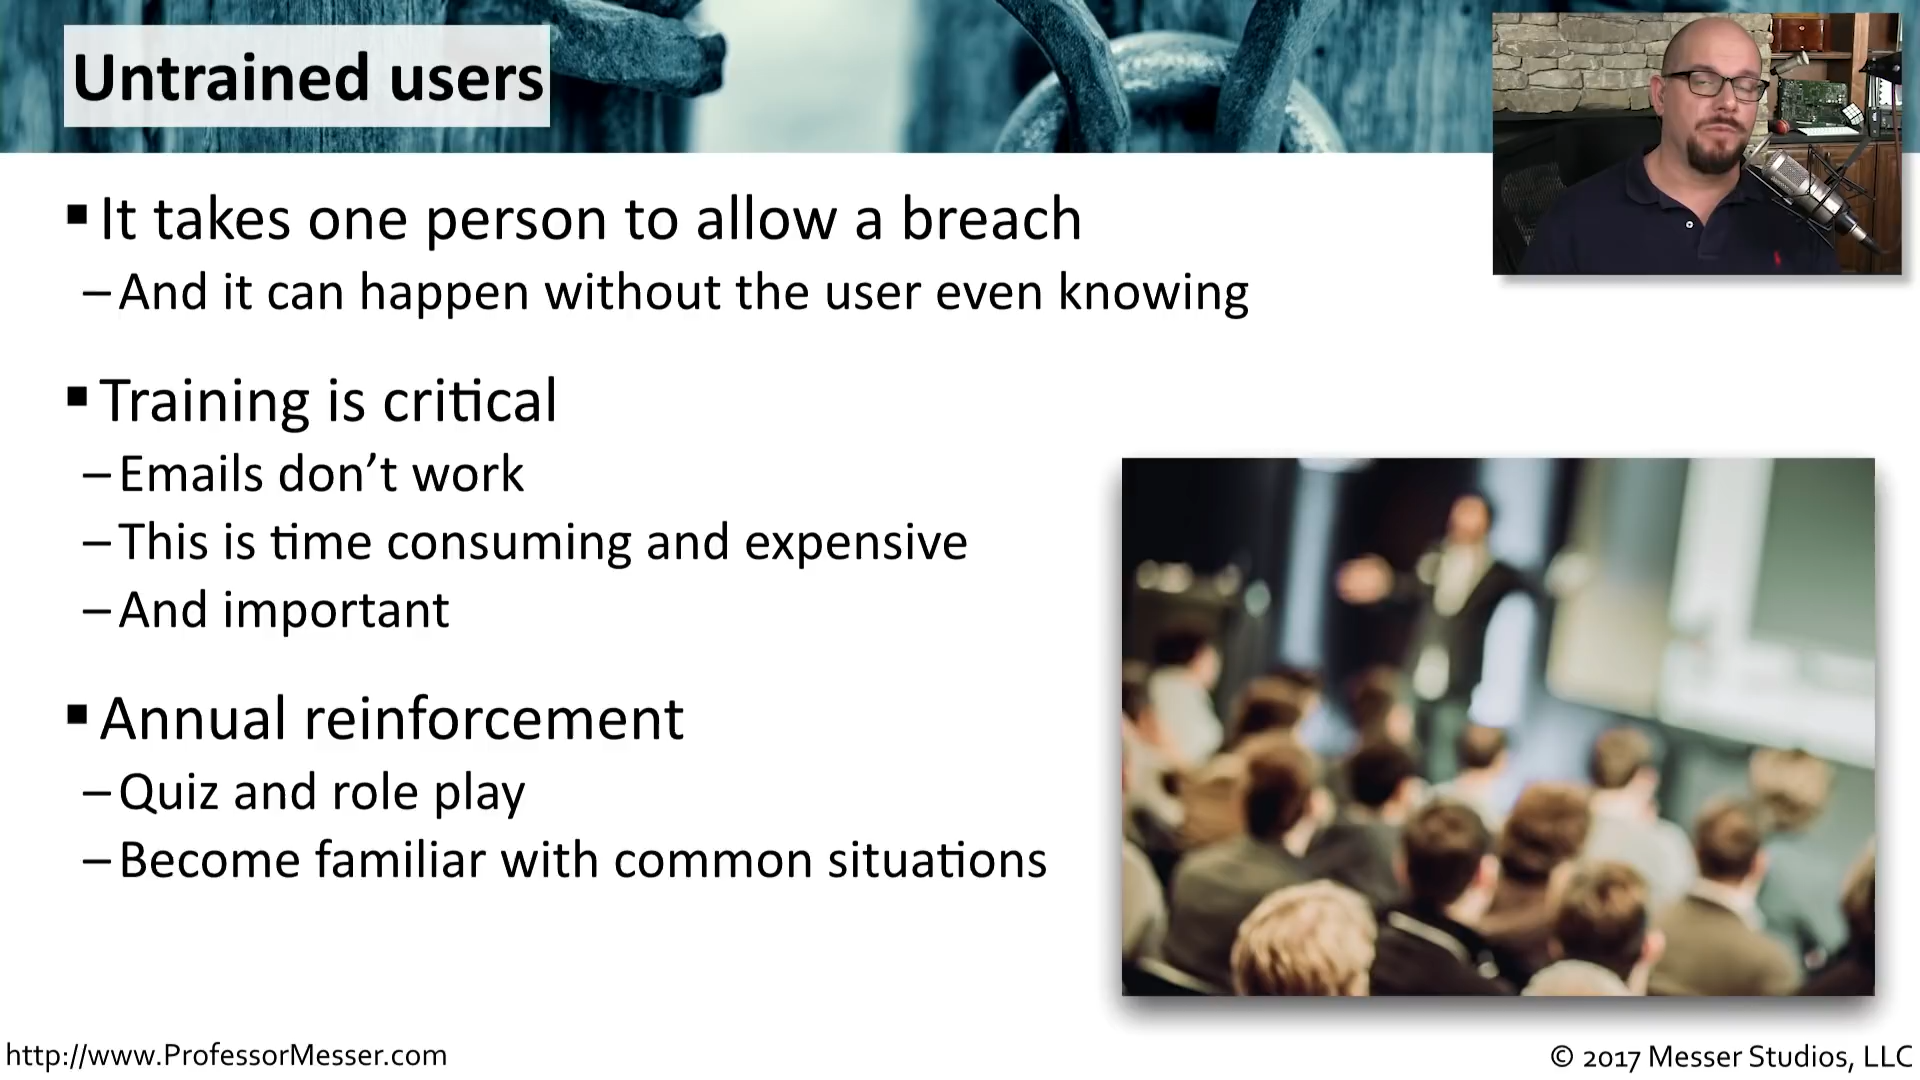 Untrained users
▪ It takes one person to allow a breach
– And it can happen without the user even knowing
▪ Training is critical
– Emails don’t work
– This is time consuming and expensive
– And important
▪ Annual reinforcement
– Quiz and role play
– Become familiar with common situations
http://www.ProfessorMesser.com
© 2017 Messer Studios, LLC